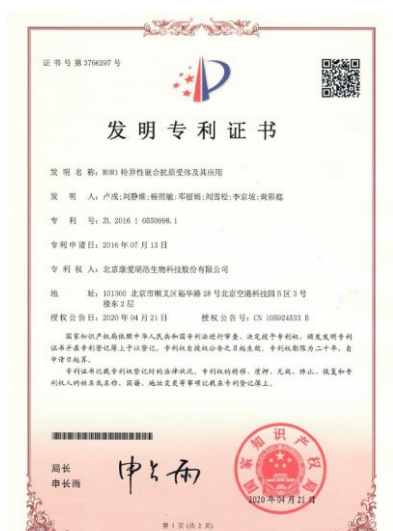 证书号第3766297号
发明专利证书
发 明 名 称：ROR1特异性嵌合抗原受体及其应用
发 明 人：卢戌;刘静维;杨照敏;邓丽娟;刘雪松;李京坡;黄彩庭
专 利 号：ZL 2016 1 0550998.1
专利申请日：2016年07月13日
专 利 权 人：北京康爱瑞浩生物科技股份有限公司
地 址：101300 北京市顺义区裕华路28号北京空港科技园B区3号
楼东2层
授权公告日：2020年04月21日 授权公告号：CN 105924533 B
国家知识产权局依照中华人民共和国专利法进行审查，决定授予专利权，颁发发明专利
证书并在专利登记簿上予以登记。专利权自授权公告之日起生效。专利权期限为二十年，自
申请日起算。
专利证书记载专利权登记时的法律状况。专利权的转移、质押、无效、终止、恢复和专
利权人的姓名或名称、国籍、地址变更等事项记载在专利登记簿上。
局长
申长雨
申长雨
国家知识产权局
2020年04月21日
第 1 页 (共 2 页)